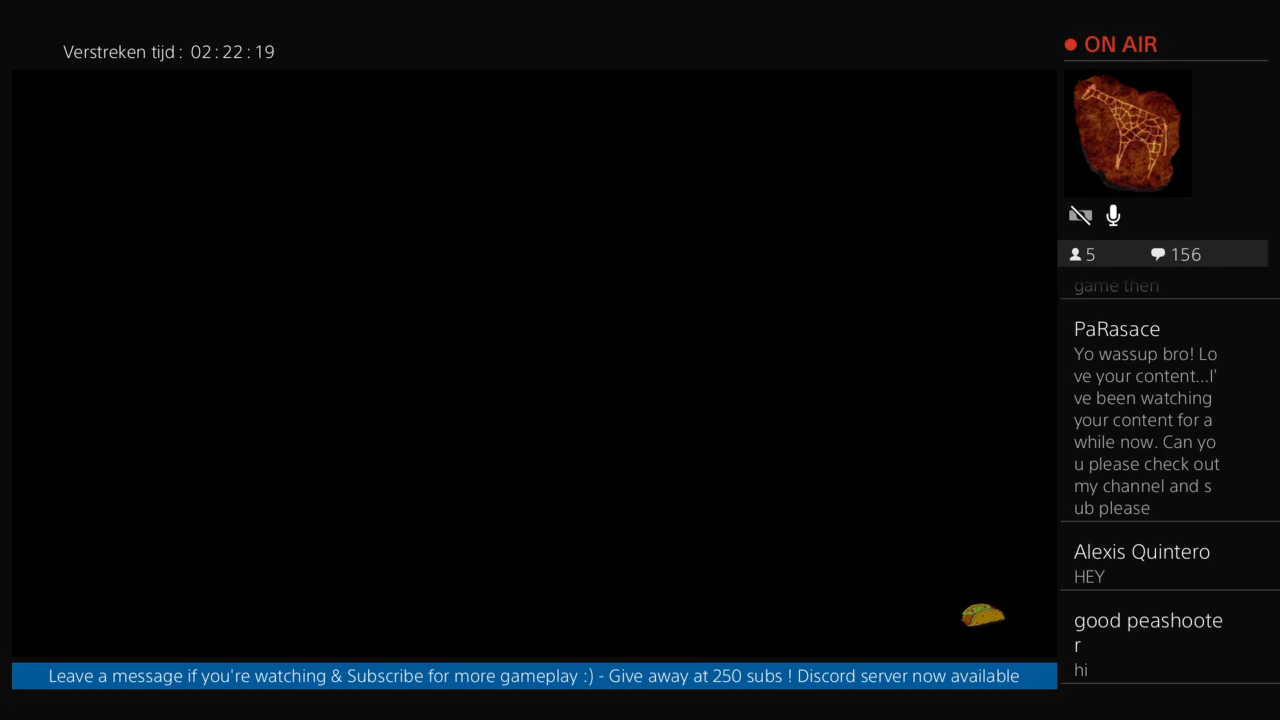 Verstreken tijd : 02 : 22 : 19
ON AIR
5 156
game then
PaRasace
Yo wassup bro! Lo
ve your content...I'
ve been watching
your content for a
while now. Can yo
u please check out
my channel and s
ub please
Alexis Quintero
HEY
good peashoote
r
hi
Leave a message if you're watching & Subscribe for more gameplay :) - Give away at 250 subs ! Discord server now available